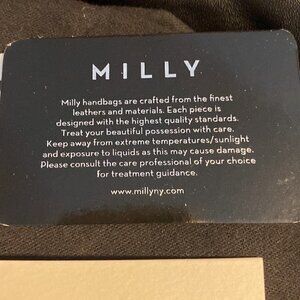 MILLY
Milly handbags are crafted from the finest
leathers and materials. Each piece is
designed with the highest quality standards.
Treat your beautiful possession with care.
Keep away from extreme temperatures/sunlight
and exposure to liquids as this may cause damage.
Please consult the care professional of your choice
for treatment guidance.
www.millyny.com